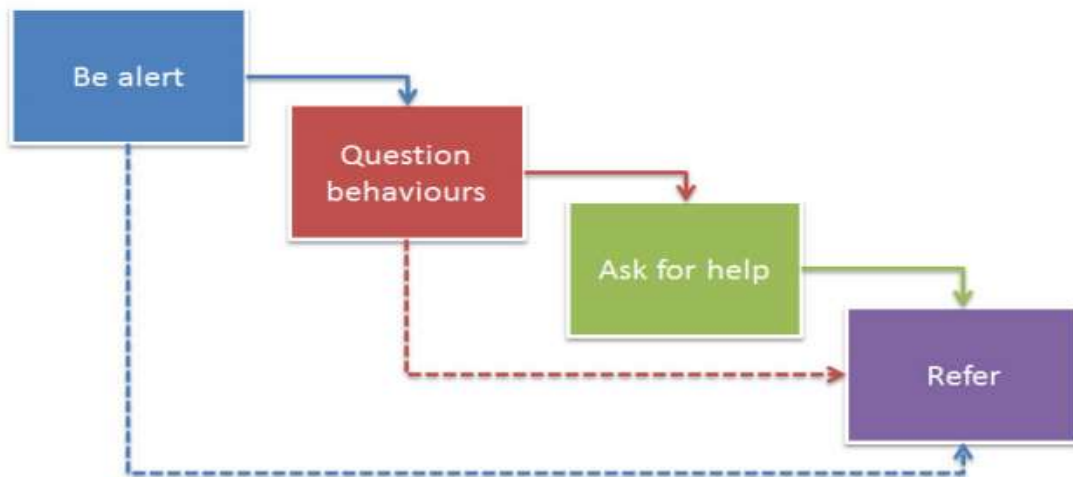 Be alert
Question
behaviours
Ask for help
Refer